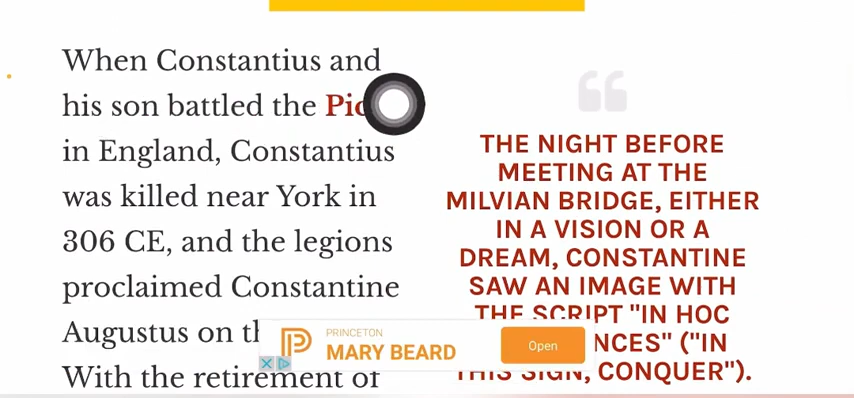 When Constantius and
his son battled the
in England, Constantius
was killed near York in
306 CE, and the legions
proclaimed Constantine
Augustus on
With the retirement of
THE NIGHT BEFORE
MEETING AT THE
MILVIAN BRIDGE, EITHER
IN A VISION OR A
DREAM, CONSTANTINE
SAW AN IMAGE WITH
THE SCRIPT "IN HOC
("IN
THIS SIGN, CONQUER").
PRINCETON
MARY BEARD
Open